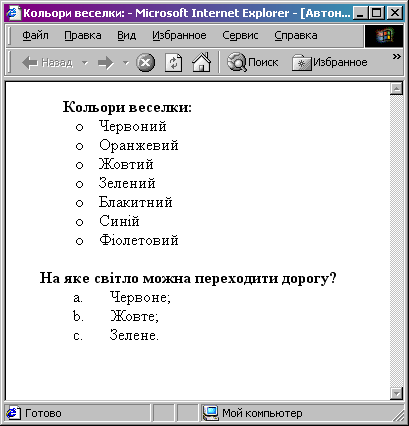 Кольори веселки: - Microsoft Internet Explorer - [Автон
Файл Правка Вид Избранное Сервис Справка
Назад Поиск Избранное »
Кольори веселки:
o Червоний
o Оранжевий
o Жовтий
o Зелений
o Блакитний
o Синій
o Фіолетовий
На яке світло можна переходити дорогу?
a. Червоне;
b. Жовте;
c. Зелене.
Готово Мой компьютер